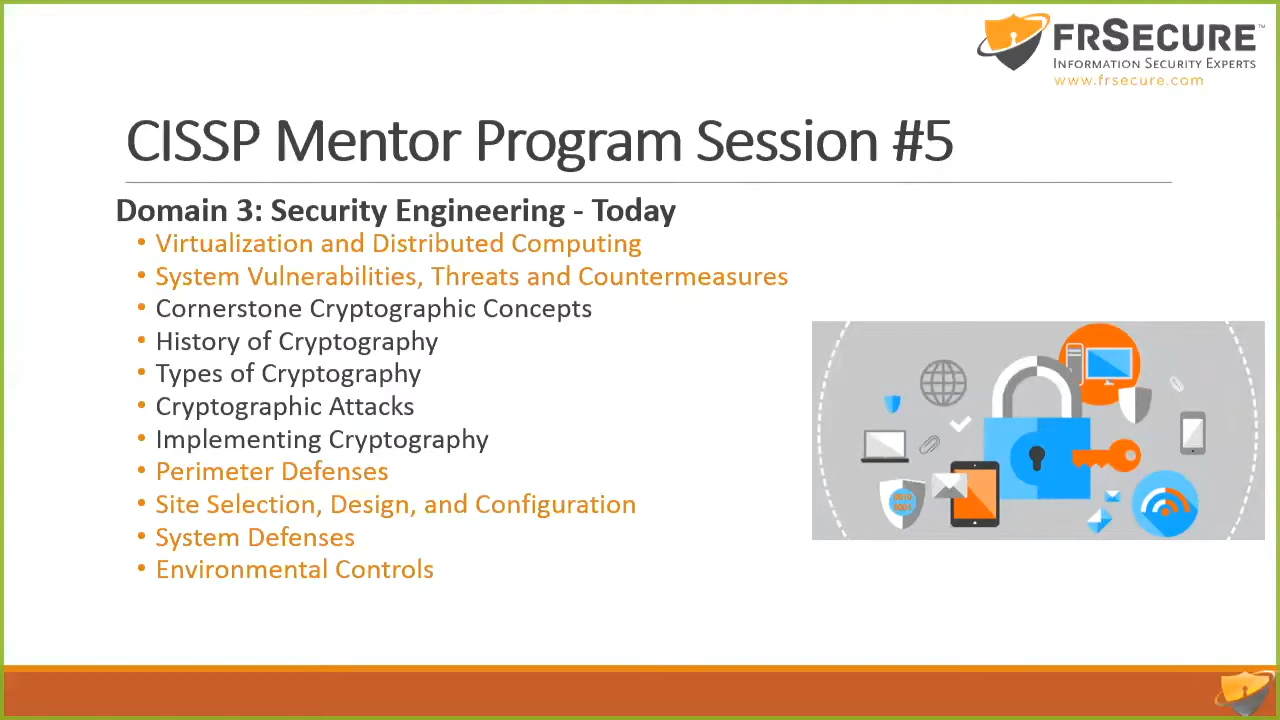 FRSECURE™
INFORMATION SECURITY EXPERTS
www.frsecure.com
CISSP Mentor Program Session #5
Domain 3: Security Engineering - Today
• Virtualization and Distributed Computing
• System Vulnerabilities, Threats and Countermeasures
• Cornerstone Cryptographic Concepts
• History of Cryptography
• Types of Cryptography
• Cryptographic Attacks
• Implementing Cryptography
• Perimeter Defenses
• Site Selection, Design, and Configuration
• System Defenses
• Environmental Controls
0010
0001